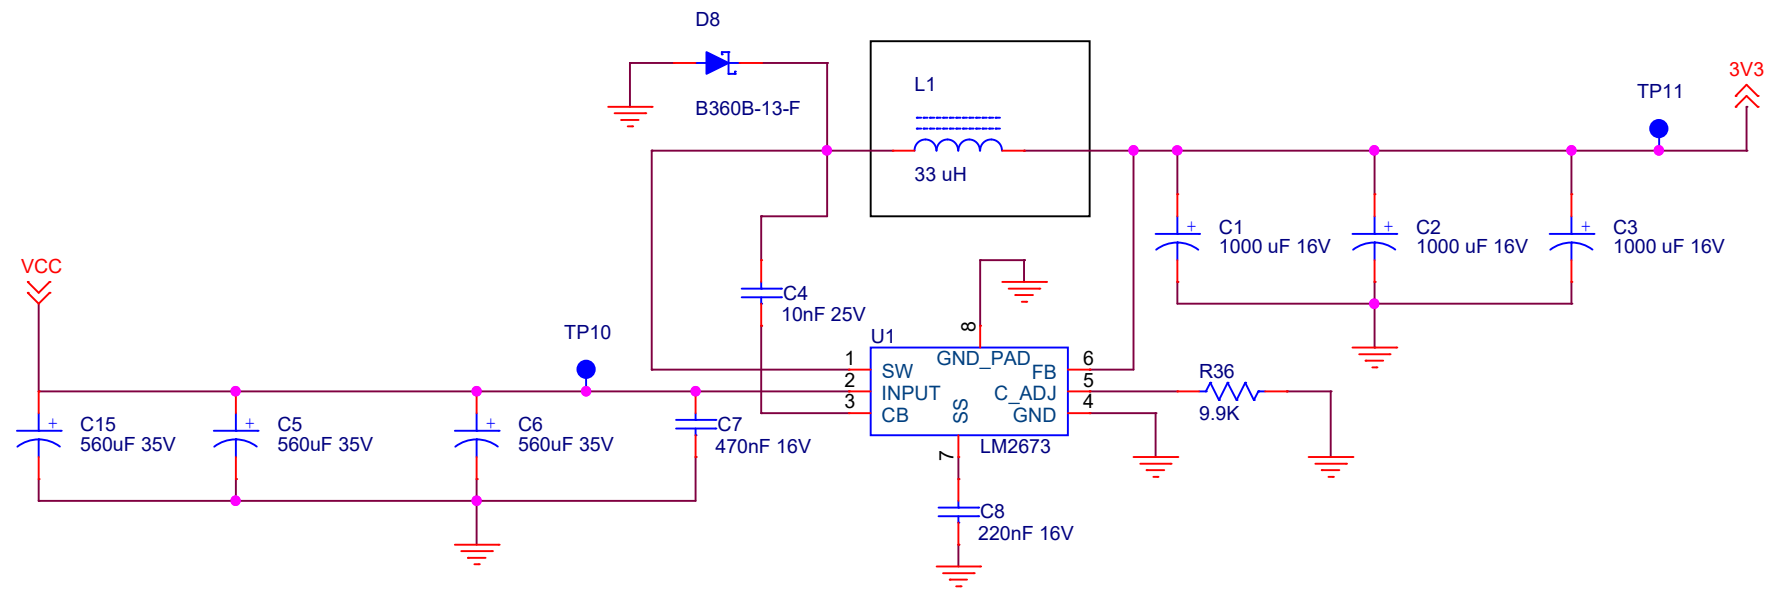 D8
B360B-13-F
L1
33 uH
TP11
3V3
C1
1000 uF 16V
C2
1000 uF 16V
C3
1000 uF 16V
VCC
C4
10nF 25V
TP10
U1
8
GND_PAD
1
SW
6
FB
2
INPUT
5
C_ADJ
3
CB
4
GND
SS
7
LM2673
R36
9.9K
C15
560uF 35V
C5
560uF 35V
C6
560uF 35V
C7
470nF 16V
C8
220nF 16V